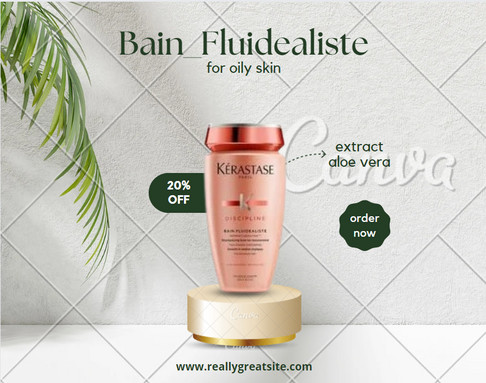 Bain_Fluidealiste
for oily skin
Canva
extract
aloe vera
20%
OFF
order
now
KÉRASTASE
PARIS
K
DISCIPLINE
BAIN FLUIDEALISTE
Canva
www.reallygreatsite.com